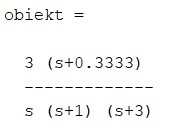 obiekt =
3 (s+0.3333)
-------------
s (s+1) (s+3)